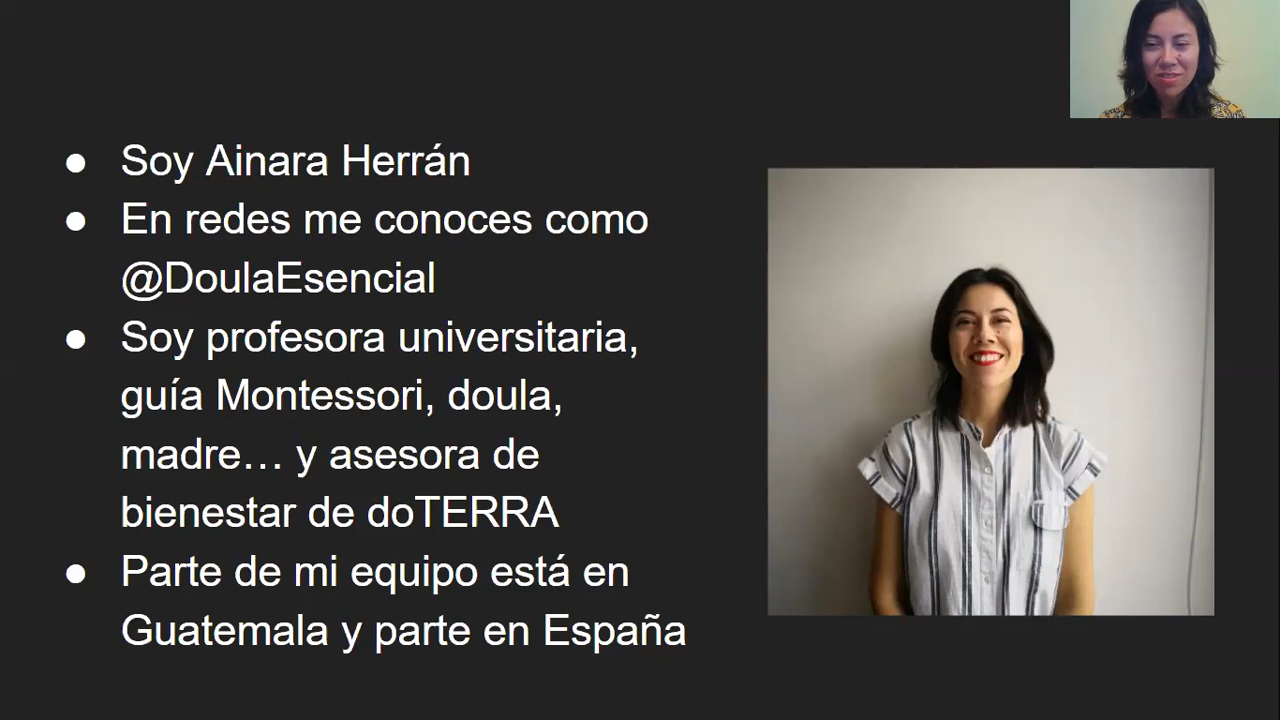 ● Soy Ainara Herrán
● En redes me conoces como
@DoulaEsencial
● Soy profesora universitaria,
guía Montessori, doula,
madre… y asesora de
bienestar de doTERRA
● Parte de mi equipo está en
Guatemala y parte en España